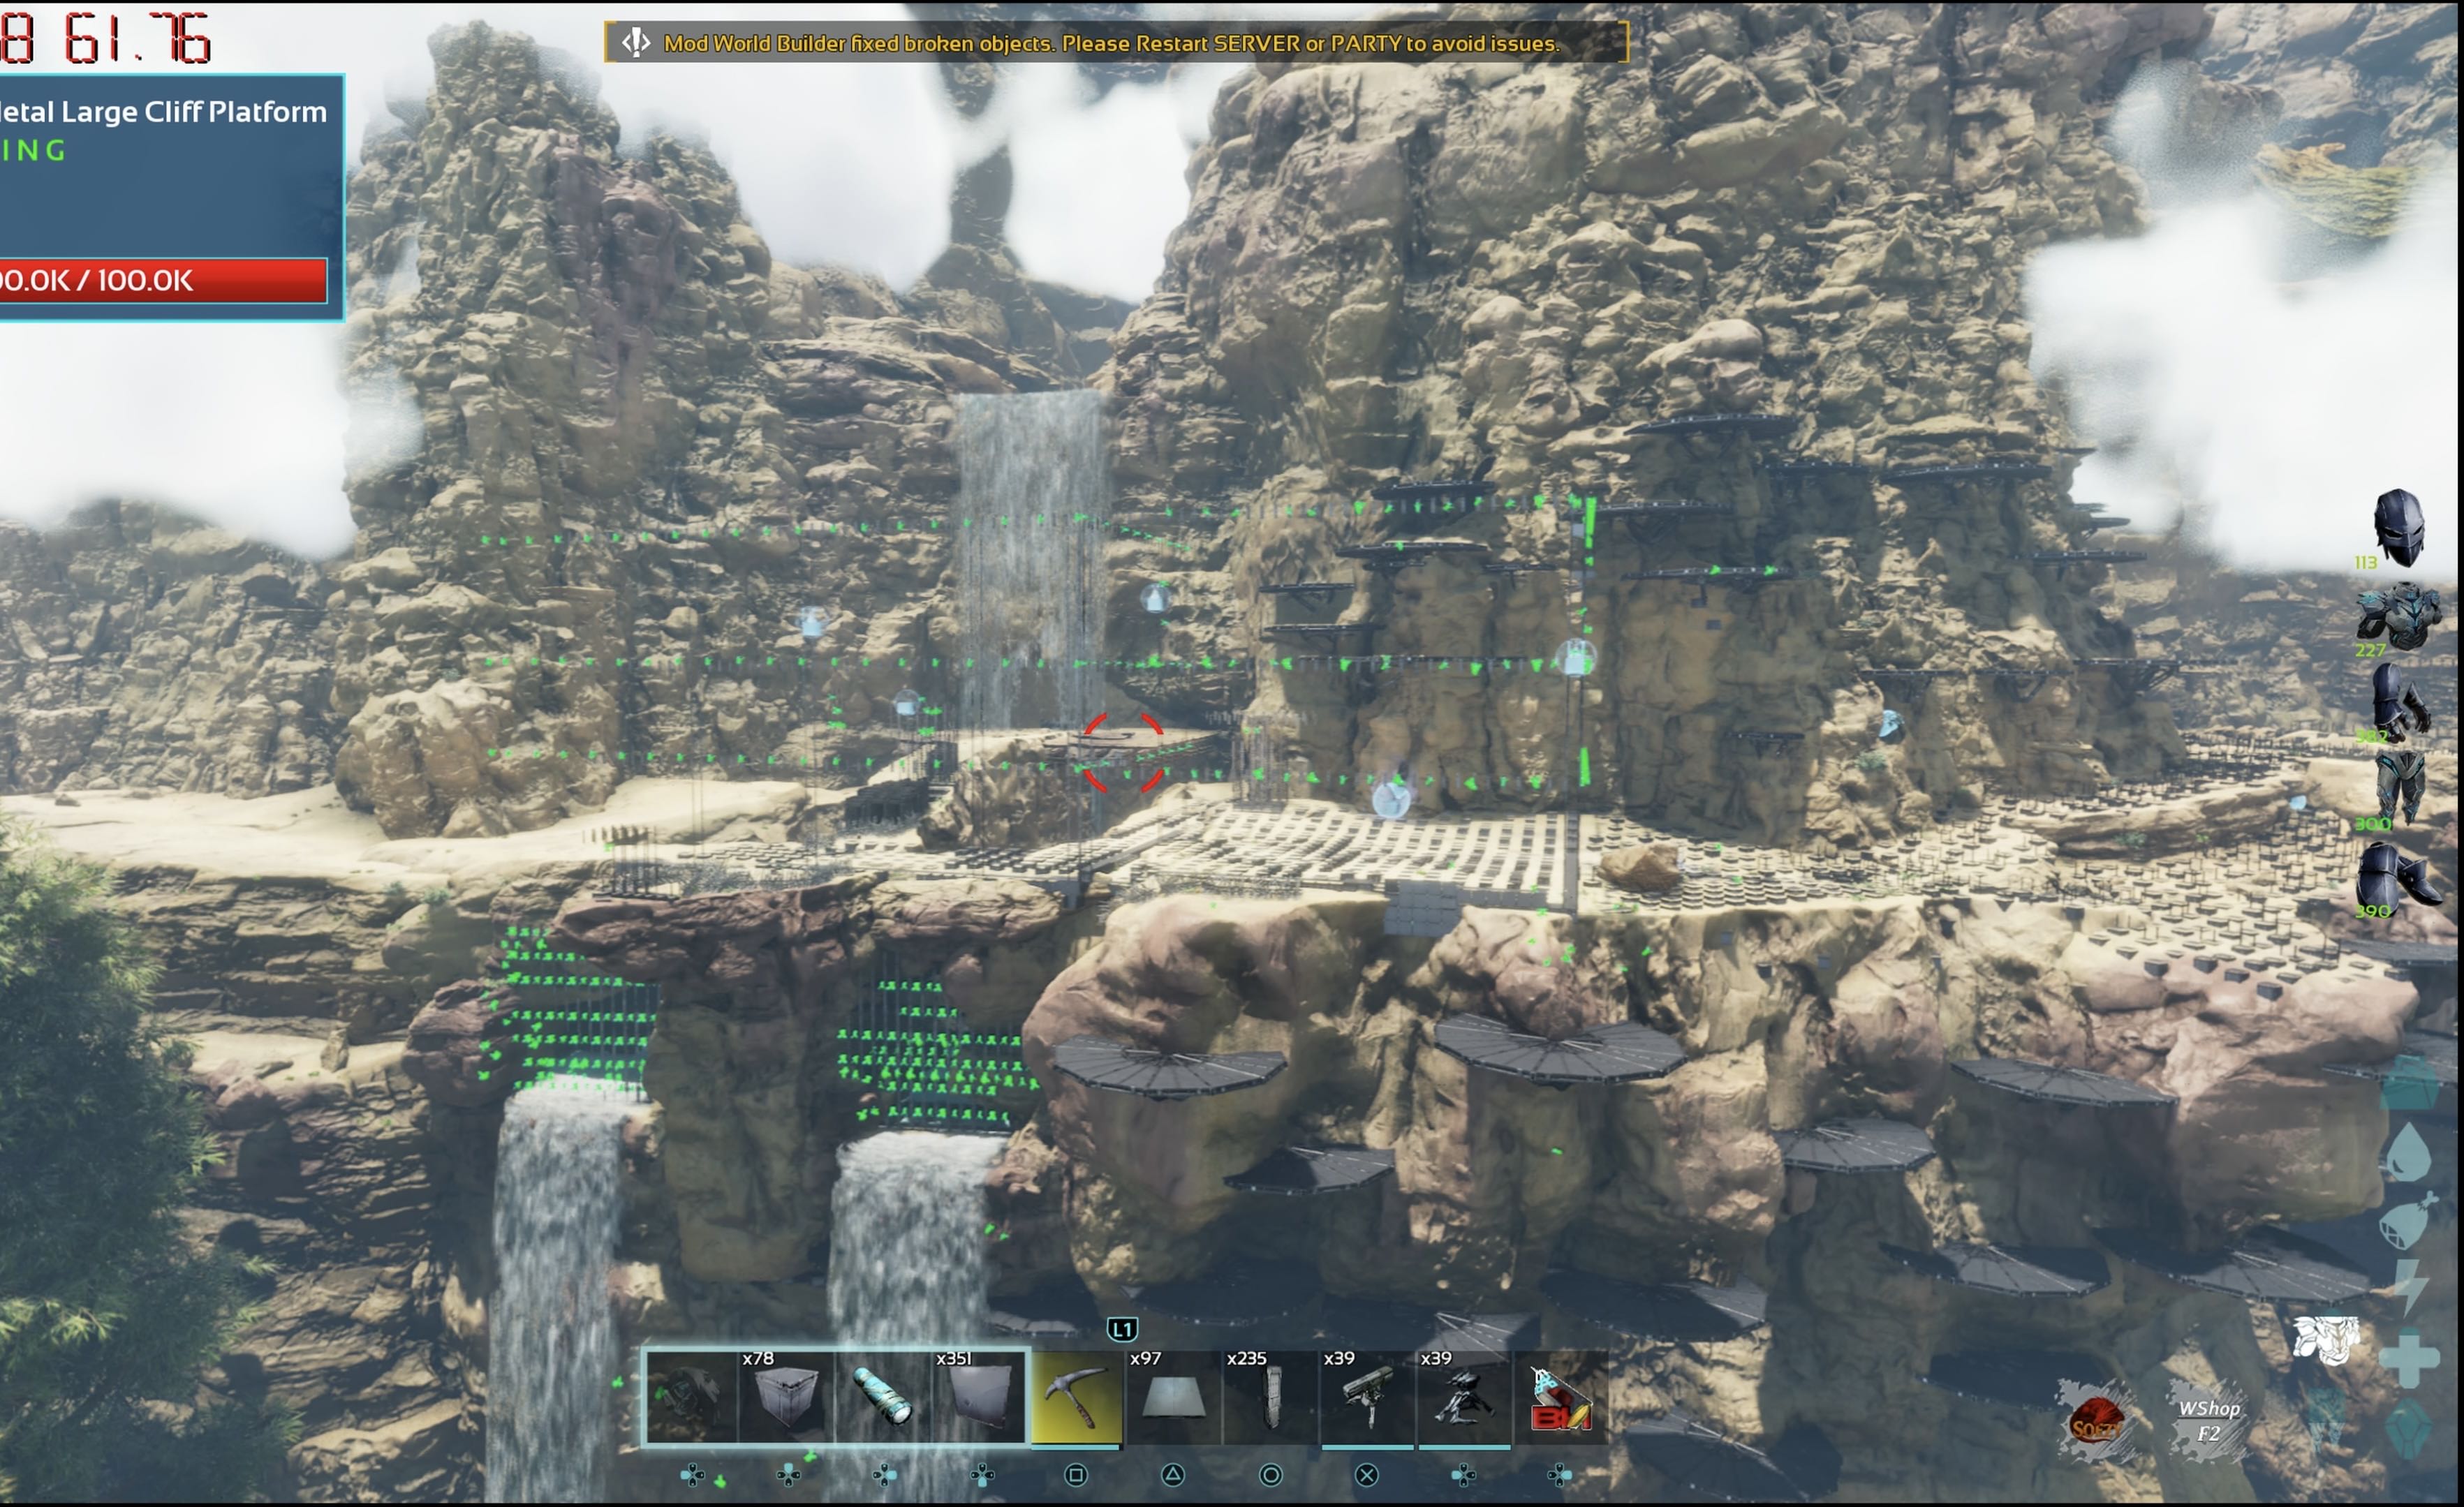 8 61.76
Mod World Builder fixed broken objects. Please Restart SERVER or PARTY to avoid issues.
etal Large Cliff Platform
ING
00.0K / 100.0K
113
227
382
300
390
L1
x78
x351
x97
x235
x39
x39
WShop
F2